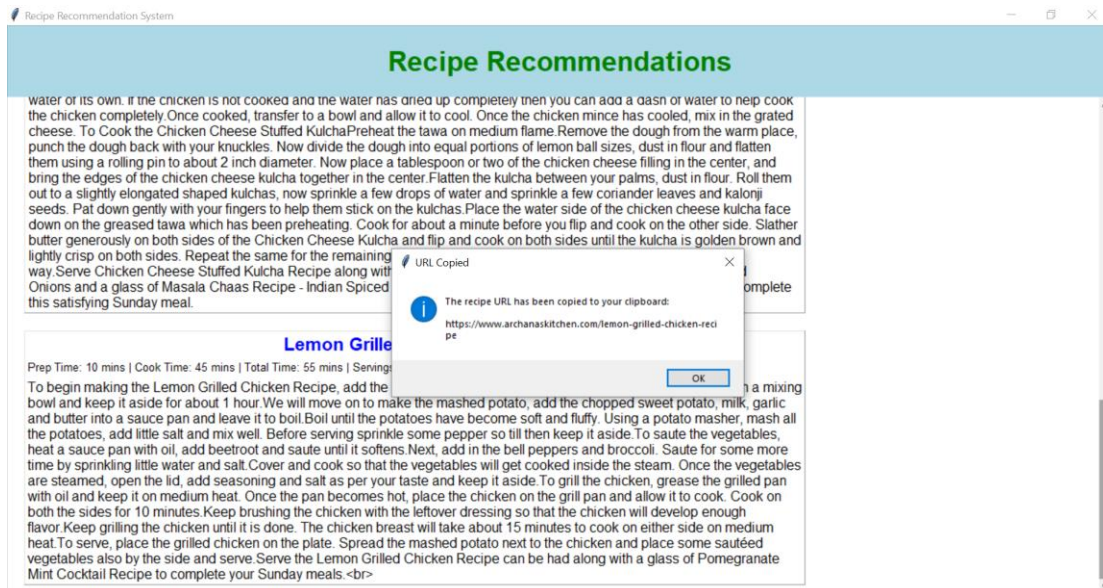 Recipe Recommendation System
Recipe Recommendations
water of its own. If the chicken is not cooked and the water has dried up completely then you can add a dash of water to help cook
the chicken completely.Once cooked, transfer to a bowl and allow it to cool. Once the chicken mince has cooled, mix in the grated
cheese. To Cook the Chicken Cheese Stuffed KulchaPreheat the tawa on medium flame.Remove the dough from the warm place,
punch the dough back with your knuckles. Now divide the dough into equal portions of lemon ball sizes, dust in flour and flatten
them using a rolling pin to about 2 inch diameter. Now place a tablespoon or two of the chicken cheese filling in the center, and
bring the edges of the chicken cheese kulcha together in the center.Flatten the kulcha between your palms, dust in flour. Roll them
out to a slightly elongated shaped kulchas, now sprinkle a few drops of water and sprinkle a few coriander leaves and kalonji
seeds. Pat down gently with your fingers to help them stick on the kulchas.Place the water side of the chicken cheese kulcha face
down on the greased tawa which has been preheating. Cook for about a minute before you flip and cook on the other side. Slather
butter generously on both sides of the Chicken Cheese Kulcha and flip and cook on both sides until the kulcha is golden brown and
lightly crisp on both sides. Repeat the same for the remaining
way.Serve Chicken Cheese Stuffed Kulcha Recipe along with
Onions and a glass of Masala Chaas Recipe - Indian Spiced omplete
this satisfying Sunday meal.
URL Copied
The recipe URL has been copied to your clipboard:
https://www.archanaskitchen.com/lemon-grilled-chicken-reci
pe
OK
Lemon Grille
Prep Time: 10 mins | Cook Time: 45 mins | Total Time: 55 mins | Servings
To begin making the Lemon Grilled Chicken Recipe, add the n a mixing
bowl and keep it aside for about 1 hour.We will move on to make the mashed potato, add the chopped sweet potato, milk, garlic
and butter into a sauce pan and leave it to boil.Boil until the potatoes have become soft and fluffy. Using a potato masher, mash all
the potatoes, add little salt and mix well. Before serving sprinkle some pepper so till then keep it aside.To saute the vegetables,
heat a sauce pan with oil, add beetroot and saute until it softens.Next, add in the bell peppers and broccoli. Saute for some more
time by sprinkling little water and salt.Cover and cook so that the vegetables will get cooked inside the steam. Once the vegetables
are steamed, open the lid, add seasoning and salt as per your taste and keep it aside.To grill the chicken, grease the grilled pan
with oil and keep it on medium heat. Once the pan becomes hot, place the chicken on the grill pan and allow it to cook. Cook on
both the sides for 10 minutes.Keep brushing the chicken with the leftover dressing so that the chicken will develop enough
flavor.Keep grilling the chicken until it is done. The chicken breast will take about 15 minutes to cook on either side on medium
heat.To serve, place the grilled chicken on the plate. Spread the mashed potato next to the chicken and place some sautéed
vegetables also by the side and serve.Serve the Lemon Grilled Chicken Recipe can be had along with a glass of Pomegranate
Mint Cocktail Recipe to complete your Sunday meals.<br>